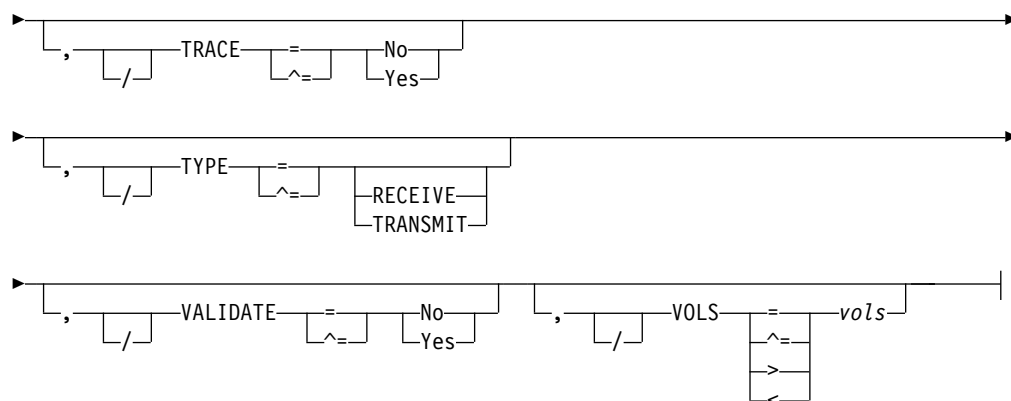 , / TRACE = No
^= Yes
, / TYPE =
^= RECEIVE
TRANSMIT
, / VALIDATE = No , / VOLS = vols
^= Yes ^=
>
<